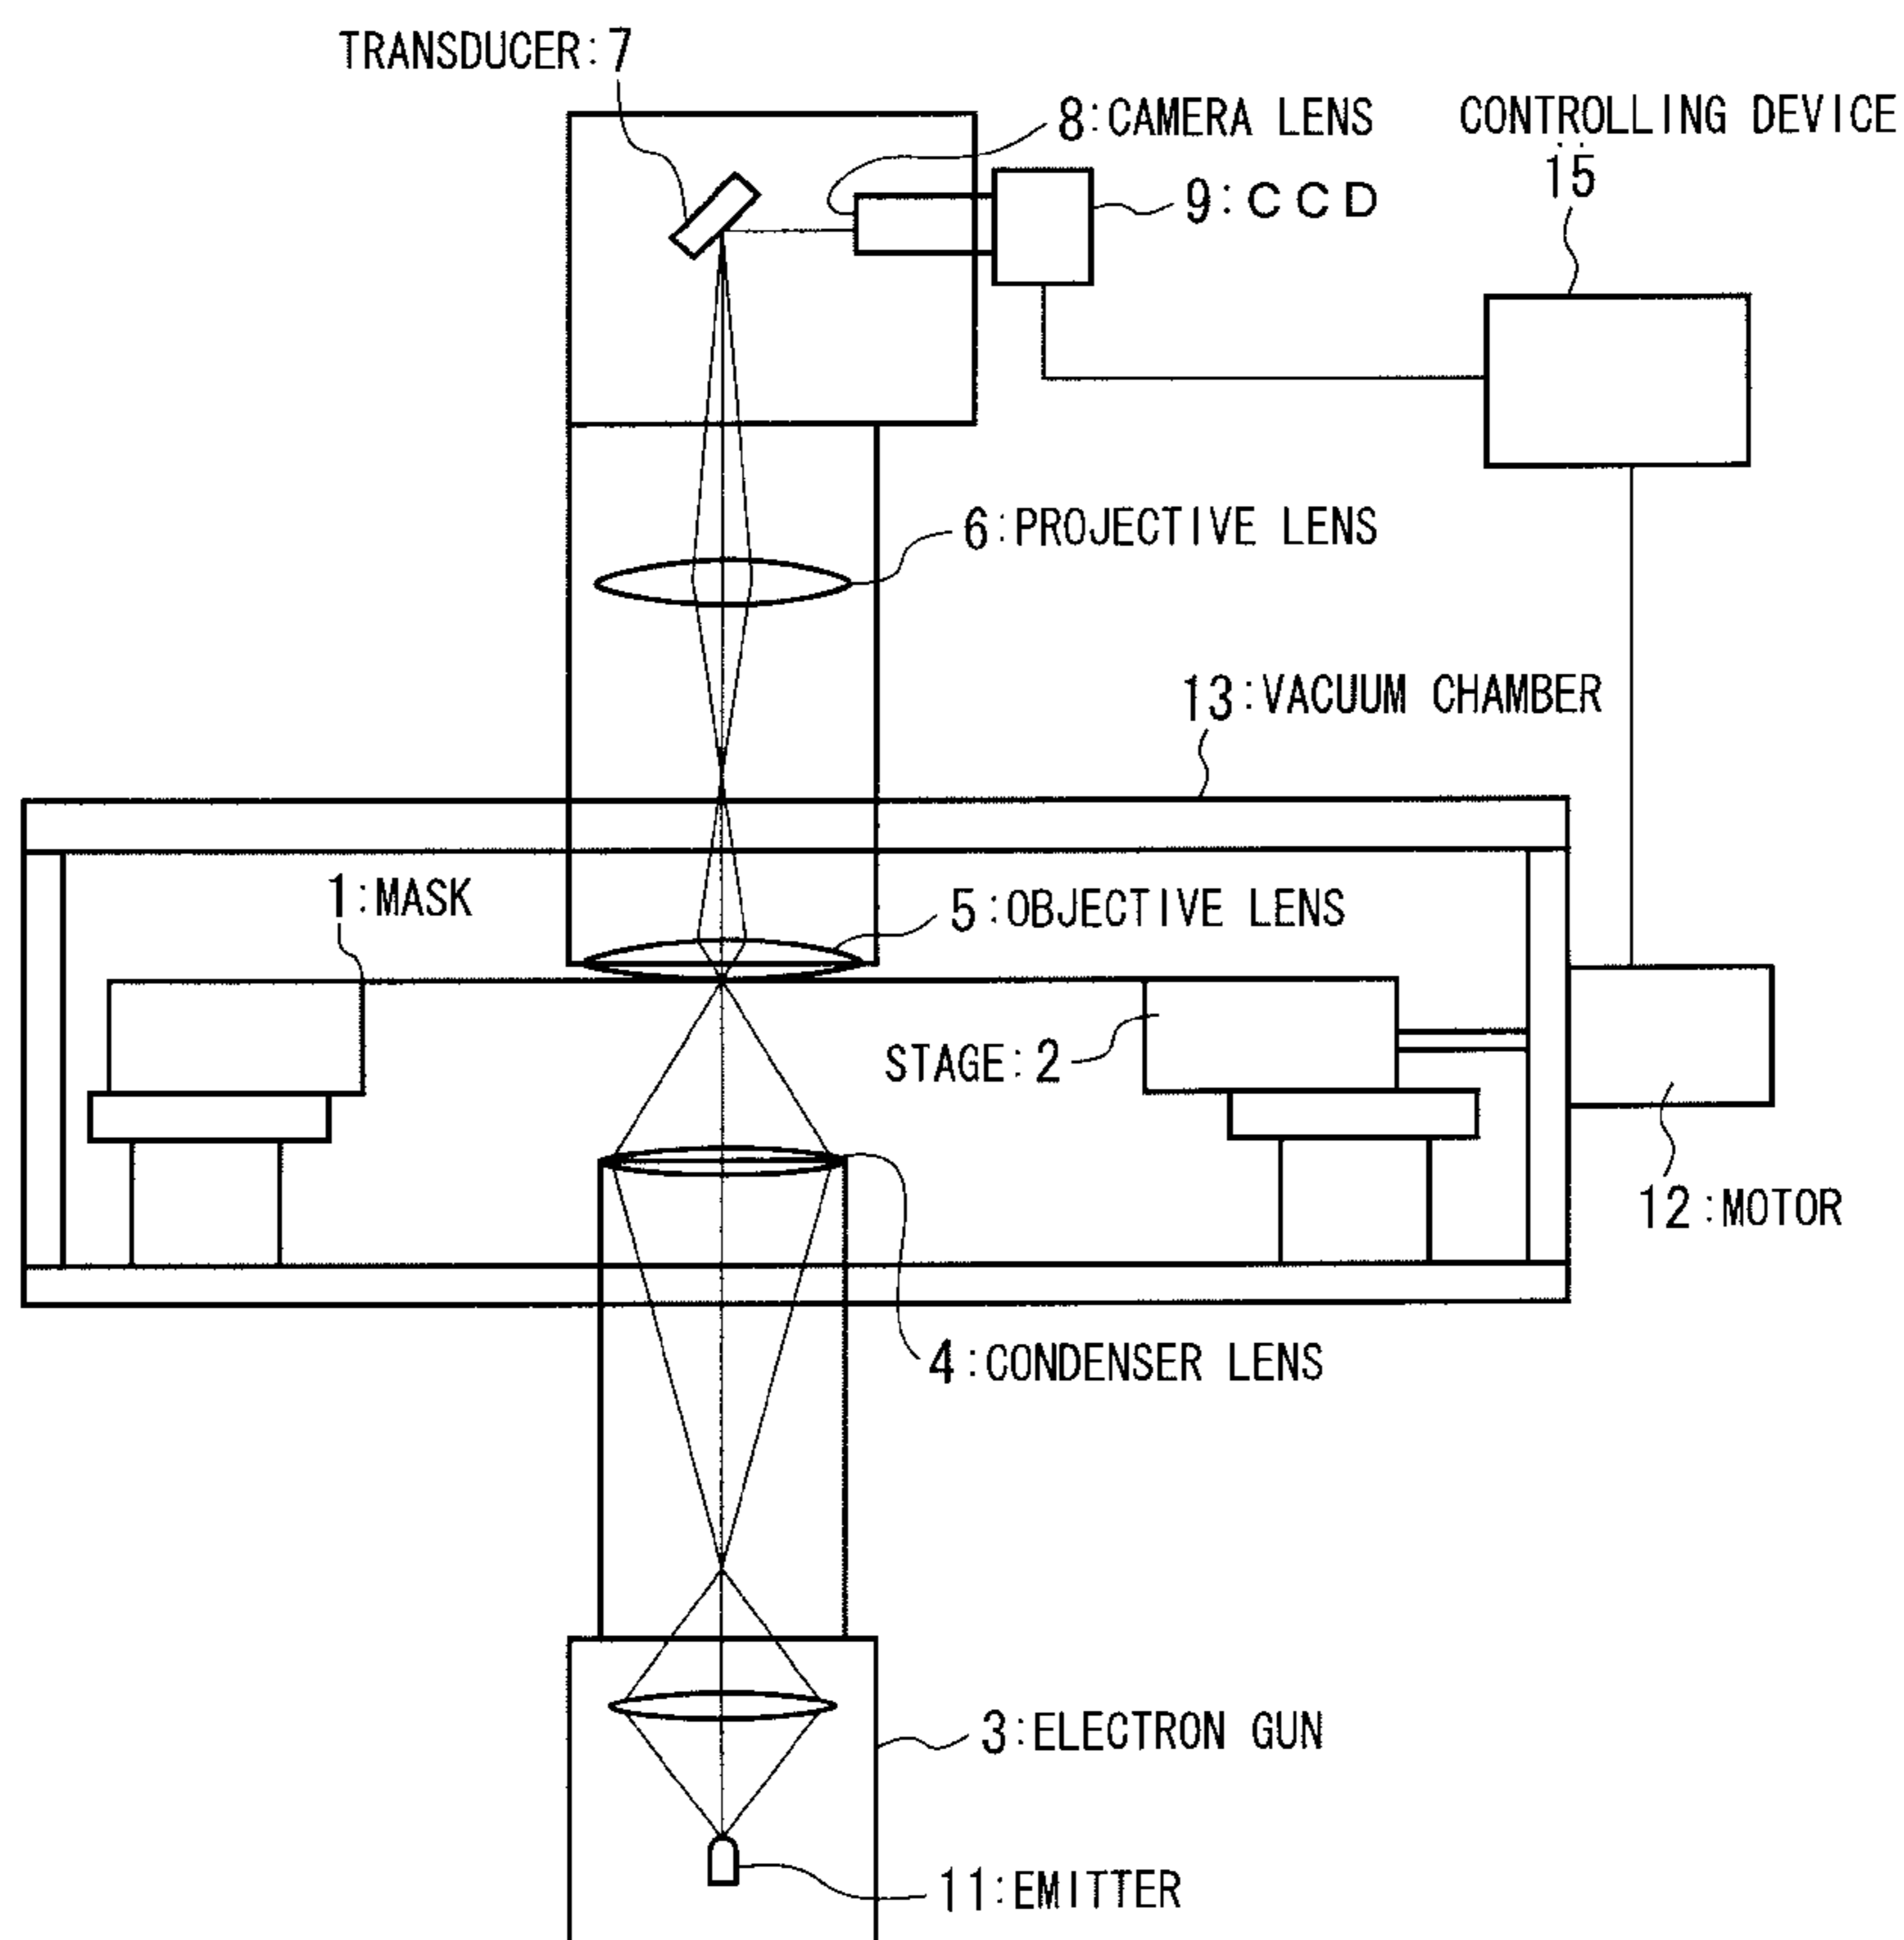 TRANSDUCER:7
8:CAMERA LENS
CONTROLLING DEVICE
15
9:CCD
6:PROJECTIVE LENS
13:VACUUM CHAMBER
1:MASK
5:OBJECTIVE LENS
STAGE:2
12:MOTOR
4:CONDENSER LENS
3:ELECTRON GUN
11:EMITTER